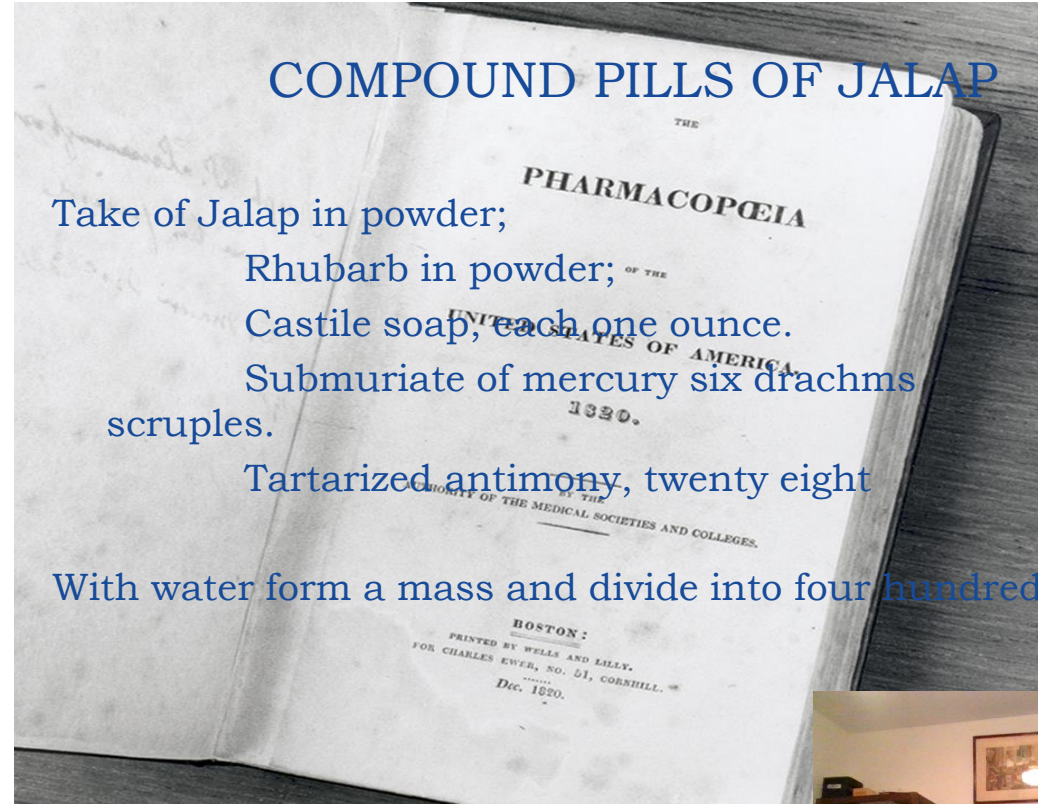 COMPOUND PILLS OF JALAP
THE
PHARMACOPŒIA
Take of Jalap in powder;
Rhubarb in powder;
OF THE
Castile soap, each one ounce.
UNITED STATES OF AMERICA.
Submuriate of mercury six drachms
1820.
scruples.
Tartarized antimony, twenty eight
BY THE
AUTHORITY OF THE MEDICAL SOCIETIES AND COLLEGES.
With water form a mass and divide into four hundred
BOSTON:
PRINTED BY WELLS AND LILLY.
FOR CHARLES EWER, NO. 51, CORNHILL.
Dec. 1820.